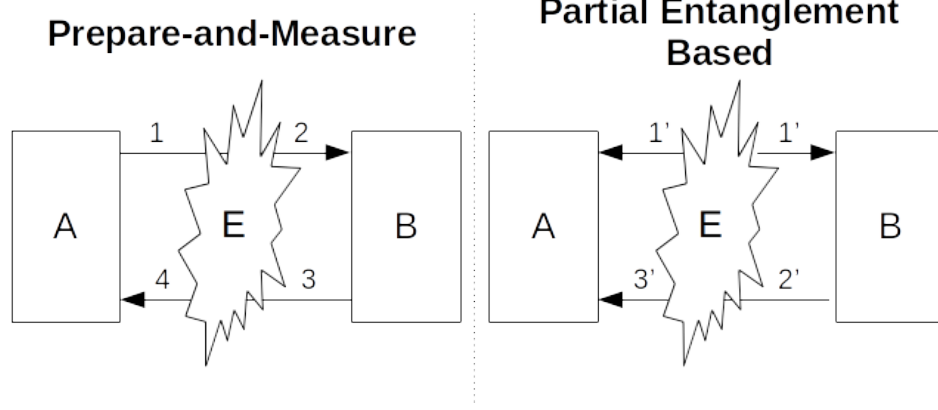 Prepare-and-Measure
1
2
A
E
B
4
3
Partial Entanglement
Based
1’
1’
A
E
B
3’
2’